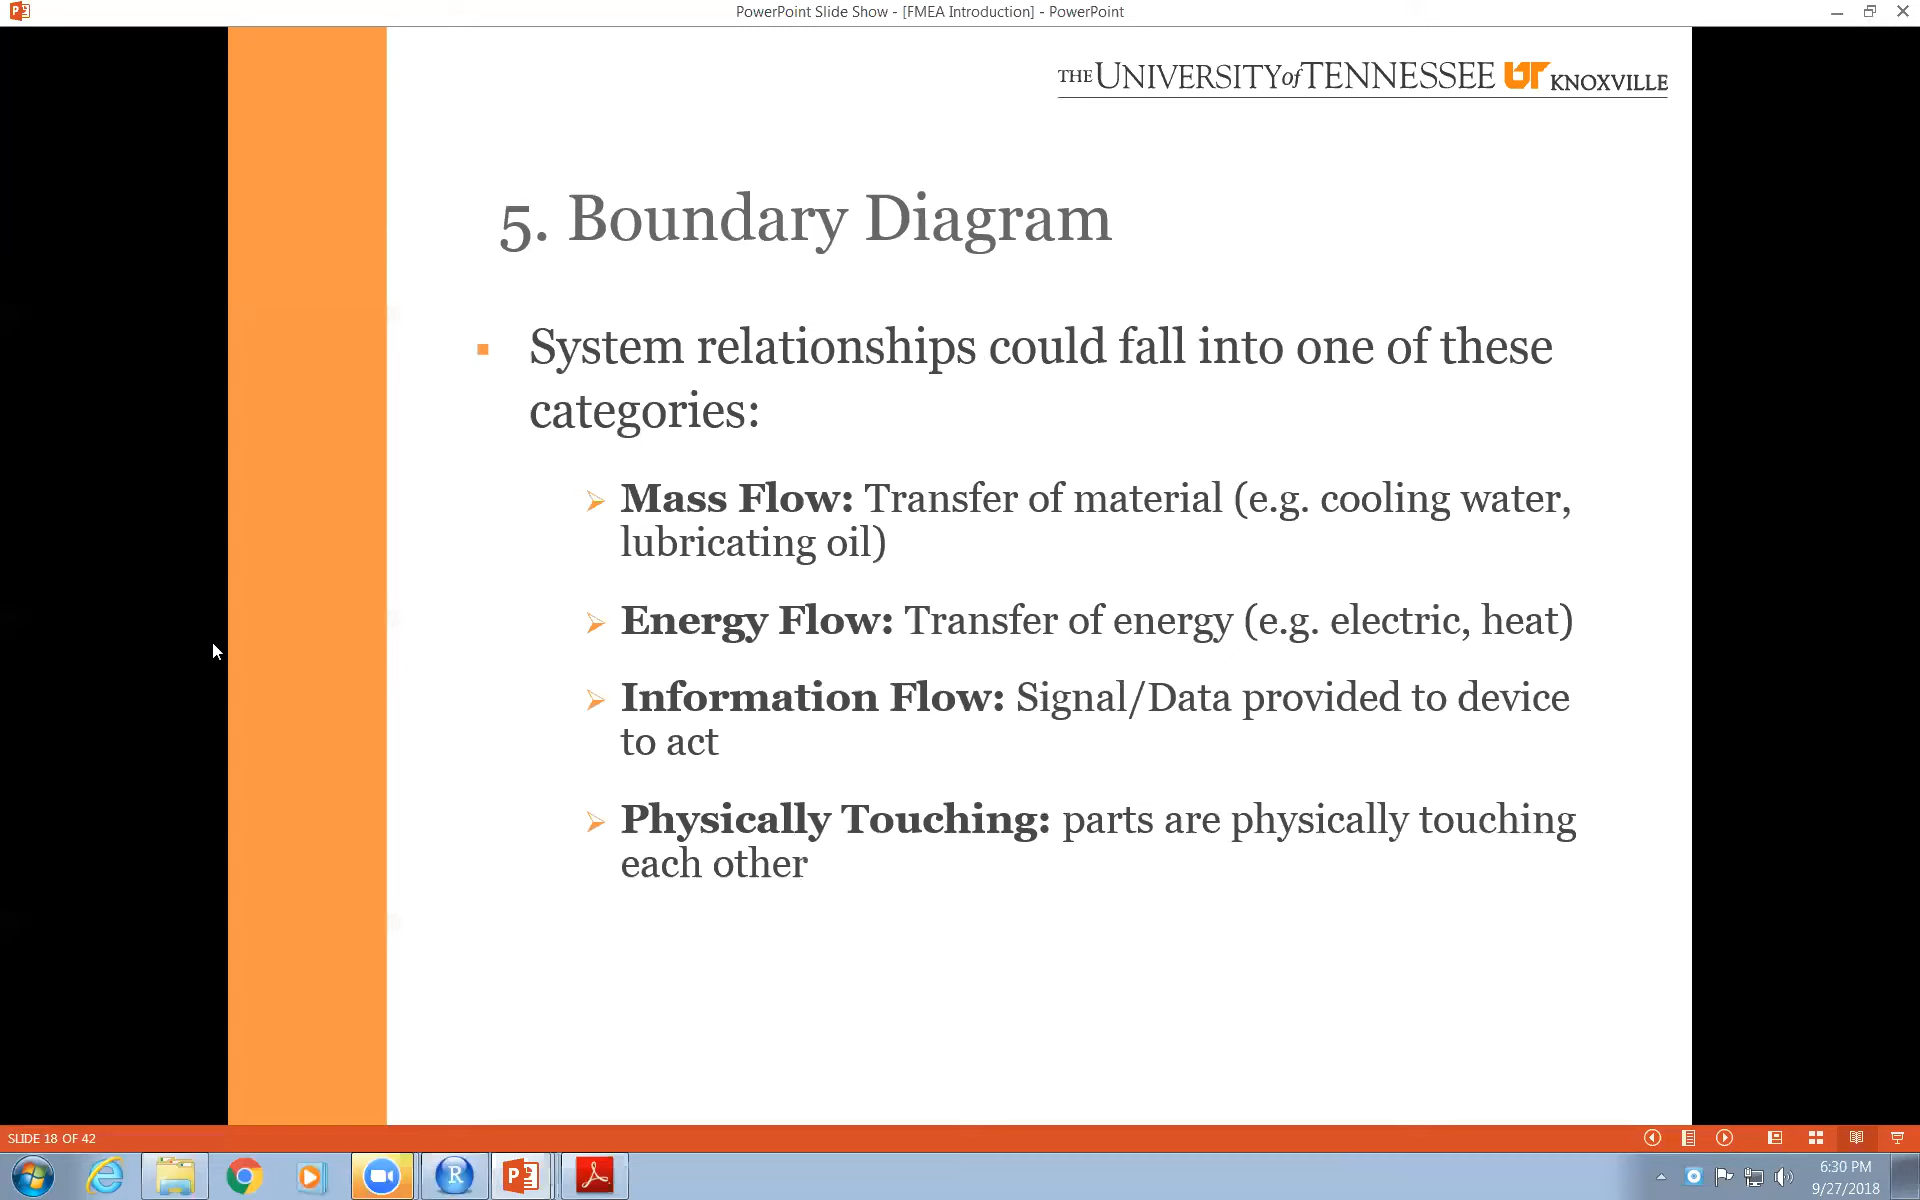 PowerPoint Slide Show - [FMEA Introduction] - PowerPoint
THE UNIVERSITY of TENNESSEE UT KNOXVILLE
5. Boundary Diagram
System relationships could fall into one of these
categories:
Mass Flow: Transfer of material (e.g. cooling water,
lubricating oil)
Energy Flow: Transfer of energy (e.g. electric, heat)
Information Flow: Signal/Data provided to device
to act
Physically Touching: parts are physically touching
each other
SLIDE 18 OF 42
6:30 PM
9/27/2018